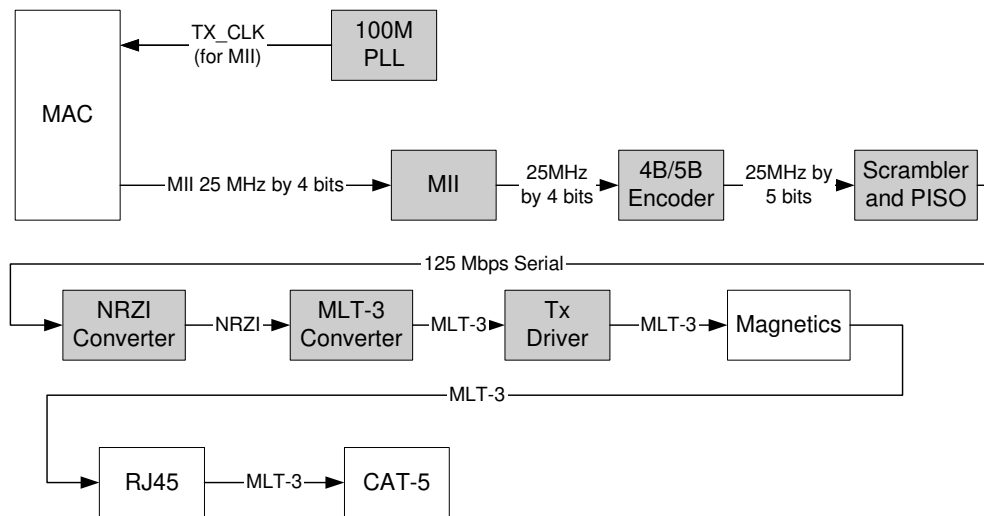 TX_CLK
(for MII)
100M
PLL
MAC
MII 25 MHz by 4 bits
MII
25MHz
by 4 bits
4B/5B
Encoder
25MHz by
5 bits
Scrambler
and PISO
125 Mbps Serial
NRZI
Converter
NRZI
MLT-3
Converter
MLT-3
Tx
Driver
MLT-3
Magnetics
MLT-3
RJ45
MLT-3
CAT-5